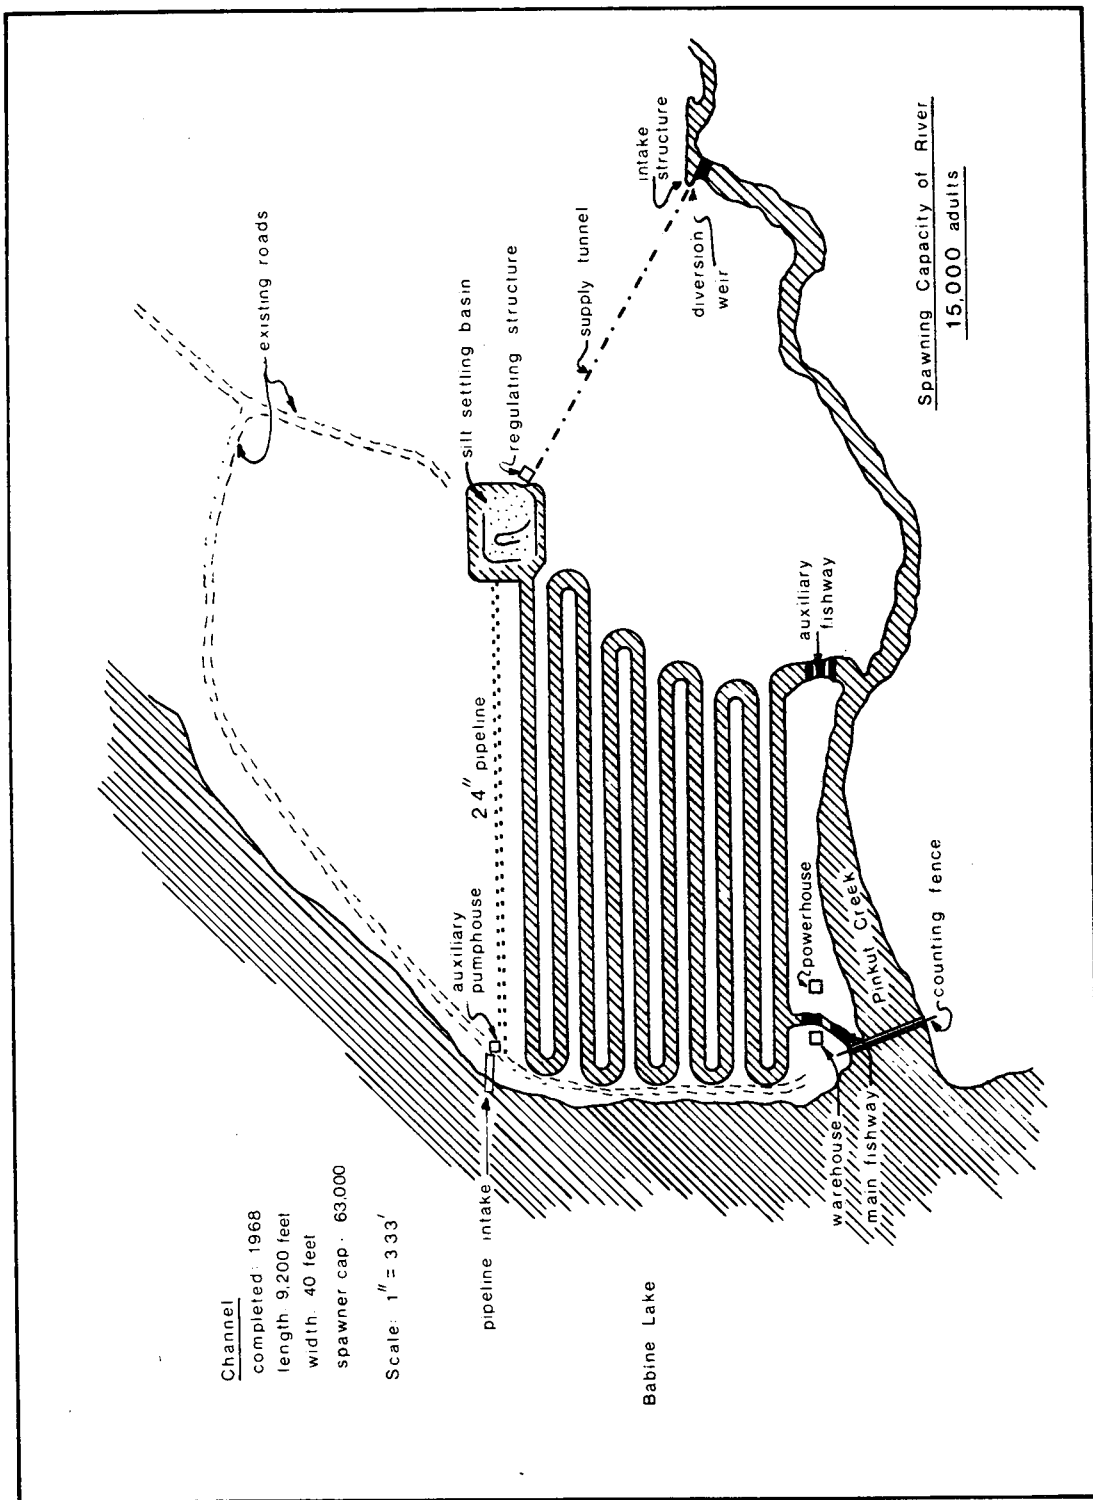 Channel
completed: 1968
length 9,200 feet
width. 40 feet
spawner cap. 63,000
Scale: 1" = 333'
pipeline intake
Babine Lake
auxiliary
pumphouse
24" pipeline
existing roads
silt settling basin
regulating structure
supply tunnel
intake
structure
diversion
weir
auxiliary
fishway
powerhouse
Pinkut Creek
counting fence
warehouse
main fishway
Spawning Capacity of River
15,000 adults